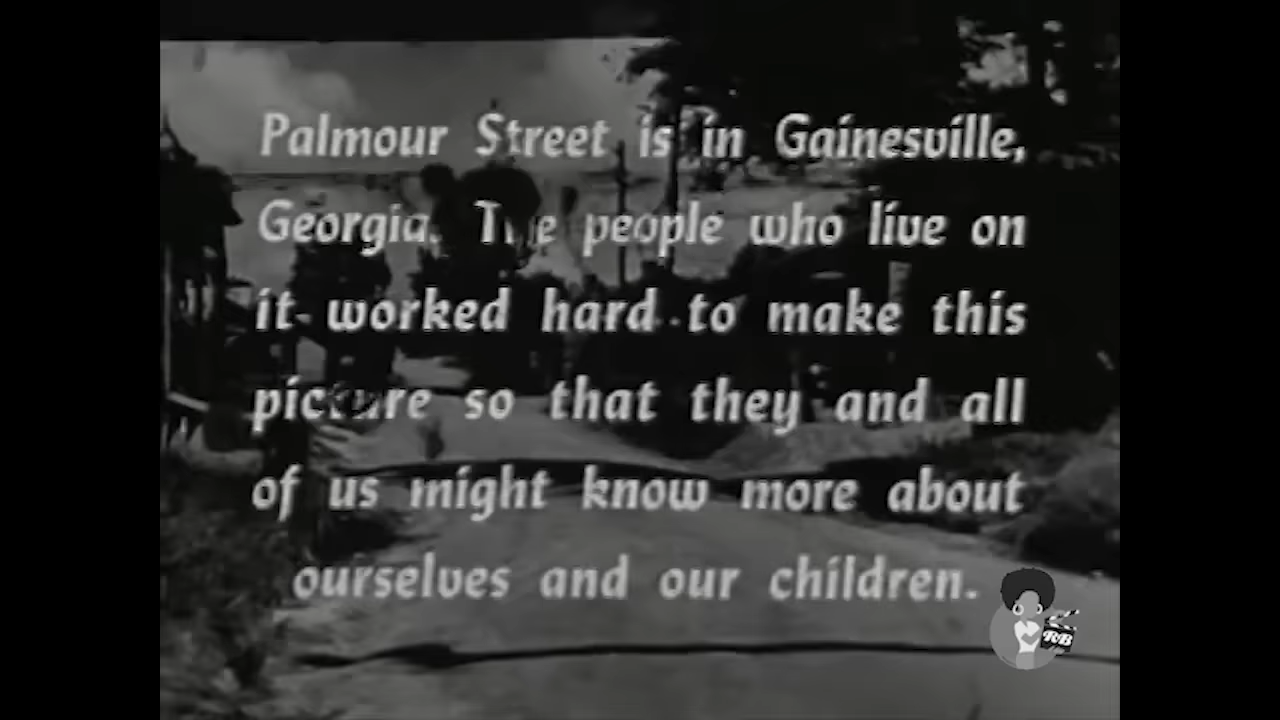 Palmour Street is in Gainesville,
Georgia. The people who live on
it worked hard to make this
picture so that they and all
of us might know more about
ourselves and our children.
RB